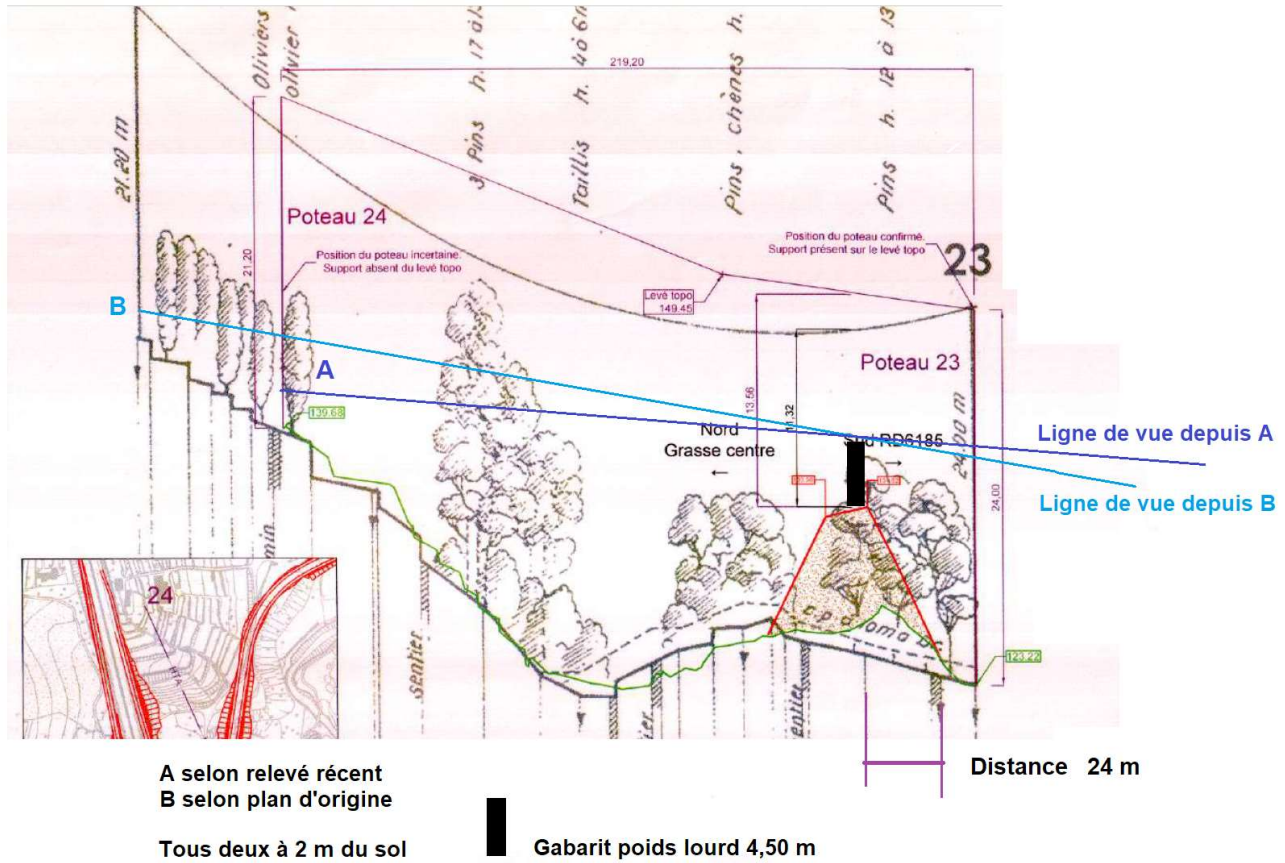 Oliviers
olivier
3 Pins h. 17 à 15
Taillis h. 4 à 6m
Pins, chênes h.
Pins h. 12 à 13
219,20
21.20 m
Poteau 24
21,20
Position du poteau incertaine.
Support absent du levé topo
Position du poteau confirmé.
Support présent sur le levé topo
23
Levé topo
149.45
B
A
Poteau 23
13.56
11.32
139.68
Nord
Grasse centre
←
Sud RD6185
→
24.00 m
24,00
Ligne de vue depuis A
Ligne de vue depuis B
sentier
123.22
24
Distance 24 m
A selon relevé récent
B selon plan d'origine
Tous deux à 2 m du sol
Gabarit poids lourd 4,50 m